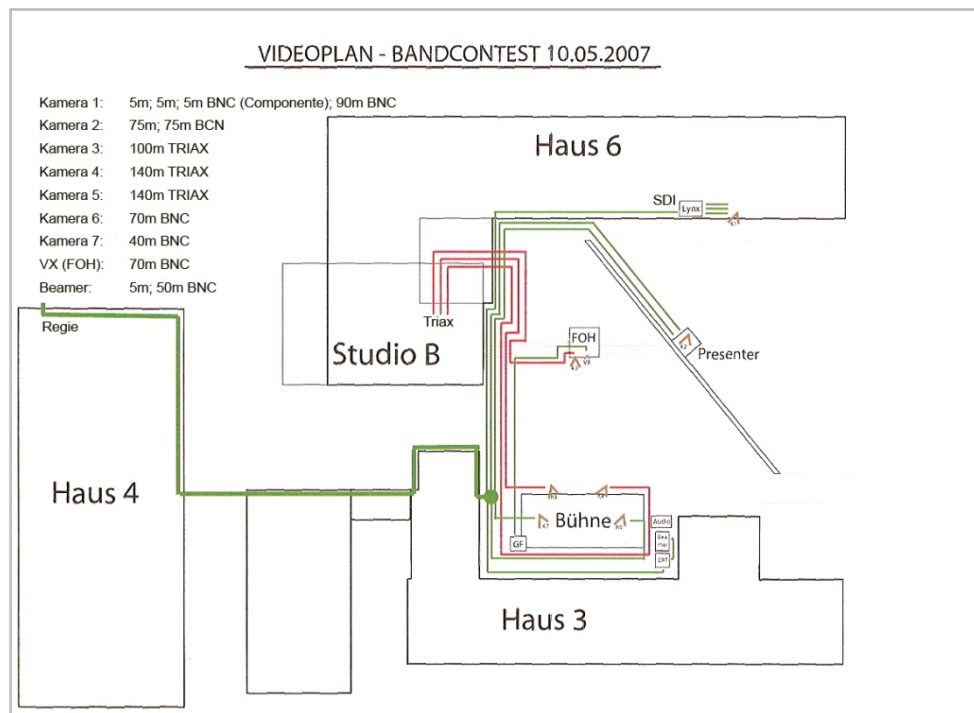 VIDEOPLAN - BANDCONTEST 10.05.2007
Kamera 1: 5m; 5m; 5m BNC (Componente); 90m BNC
Kamera 2: 75m; 75m BCN
Kamera 3: 100m TRIAX
Kamera 4: 140m TRIAX
Kamera 5: 140m TRIAX
Kamera 6: 70m BNC
Kamera 7: 40m BNC
VX (FOH): 70m BNC
Beamer: 5m; 50m BNC
Haus 6
SDI
Lynx
Regie
Triax
Studio B
FOH
Presenter
Haus 4
Bühne
GF
Audio
Haus 3